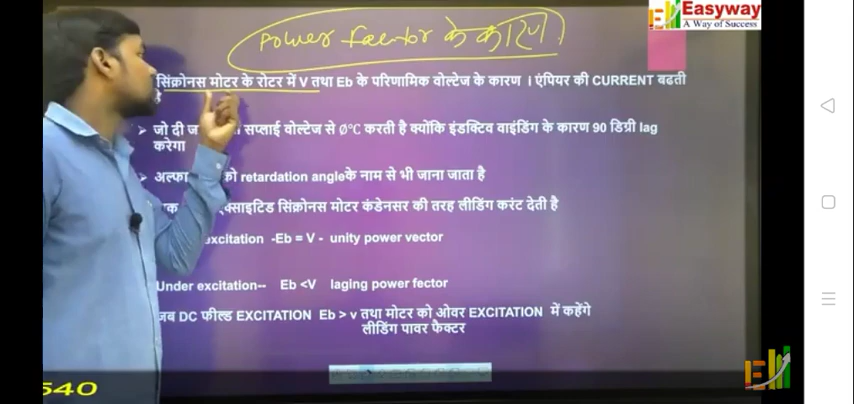 Easyway
A Way of Success
Power factor के कारण ।
सिंक्रोनस मोटर के रोटर में V तथा Eb के परिणामिक वोल्टेज के कारण I एंपियर की CURRENT बढती
है
➢ जो दी सप्लाई वोल्टेज से ذ°C करती है क्योंकि इंडक्टिव वाइंडिंग के कारण 90 डिग्री lag
करेगा
➢ अल्फा को retardation angleके नाम से भी जाना जाता है
सिंक्रोनस मोटर कंडेनसर की तरह लीडिंग करंट देती है
excitation -Eb = V - unity power vector
Under excitation-- Eb <V laging power fector
जब DC फील्ड EXCITATION Eb > v तथा मोटर को ओवर EXCITATION में कहेंगे
लीडिंग पावर फैक्टर
540